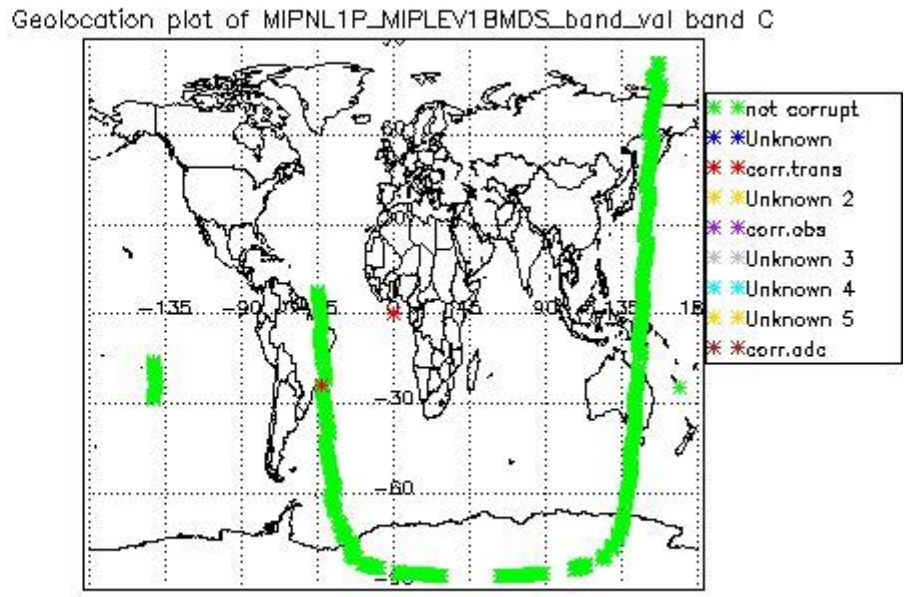 Geolocation plot of MIPNL1P_MIPLEV1BMDS_band_val band C
60
-135
-90
135
-30
-60
not corrupt
Unknown
corr.trans
Unknown 2
corr.obs
Unknown 3
Unknown 4
Unknown 5
corr.adc